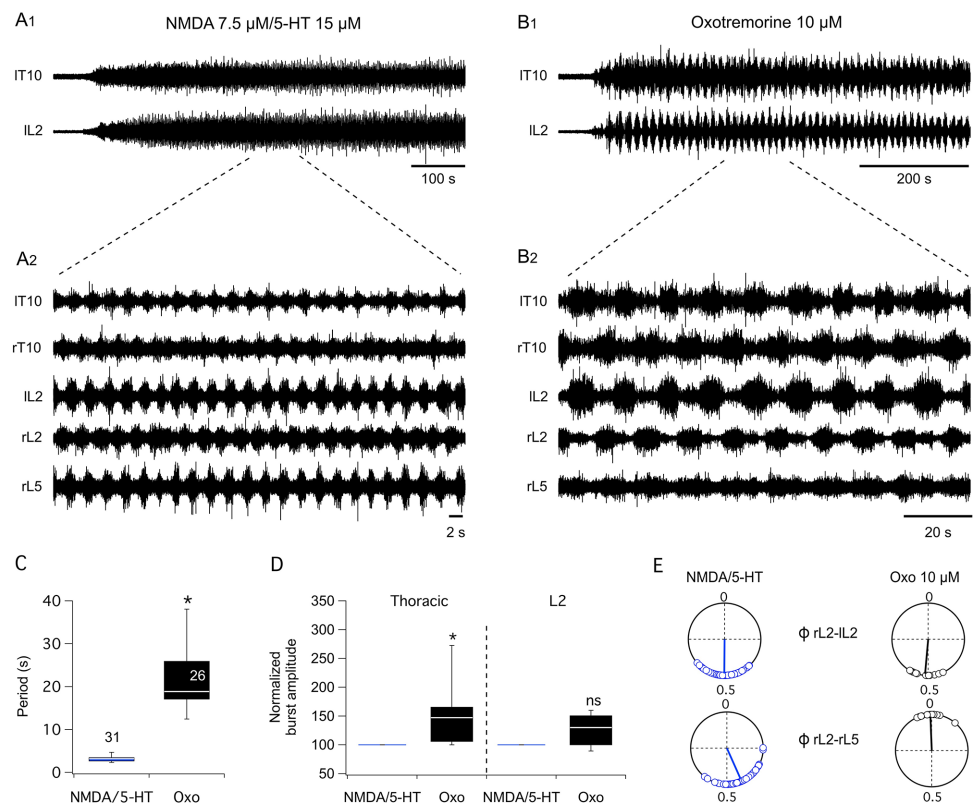 A1
NMDA 7.5 µM/5-HT 15 µM
lT10
lL2
100 s
B1
Oxotremorine 10 µM
lT10
lL2
200 s
A2
lT10
rT10
lL2
rL2
rL5
2 s
B2
lT10
rT10
lL2
rL2
rL5
20 s
C
Period (s)
40
30
20
10
0
31
*
26
NMDA/5-HT
Oxo
D
Normalized
burst amplitude
350
300
250
200
150
100
50
Thoracic
L2
*
ns
NMDA/5-HT
Oxo
NMDA/5-HT
Oxo
E
NMDA/5-HT
Oxo 10 µM
0
0
ϕ rL2-lL2
0.5
0.5
0
ϕ rL2-rL5
0.5
0.5